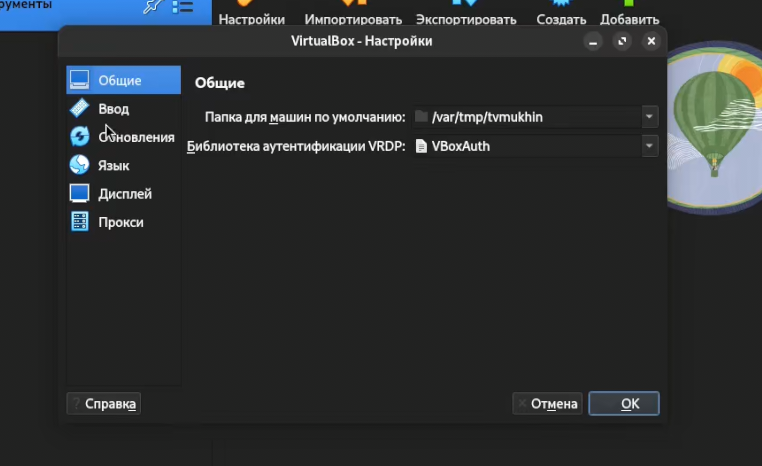 рументы
Настройки Импортировать Экспортировать Создать Добавить
VirtualBox - Настройки
Общие
Общие
Папка для машин по умолчанию: /var/tmp/tvmukhin
Ввод
Обновления
Библиотека аутентификации VRDP: VBoxAuth
Язык
Дисплей
Прокси
? Справка
Отмена
OK